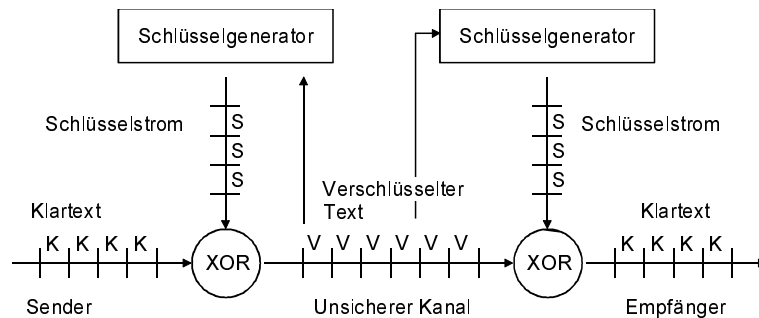 Schlüsselgenerator
Schlüsselgenerator
Schlüsselstrom
S
S
S
Schlüsselstrom
S
S
S
Verschlüsselter
Text
Klartext
K K K K
XOR
V V V V V V
XOR
Klartext
K K K K
Sender
Unsicherer Kanal
Empfänger